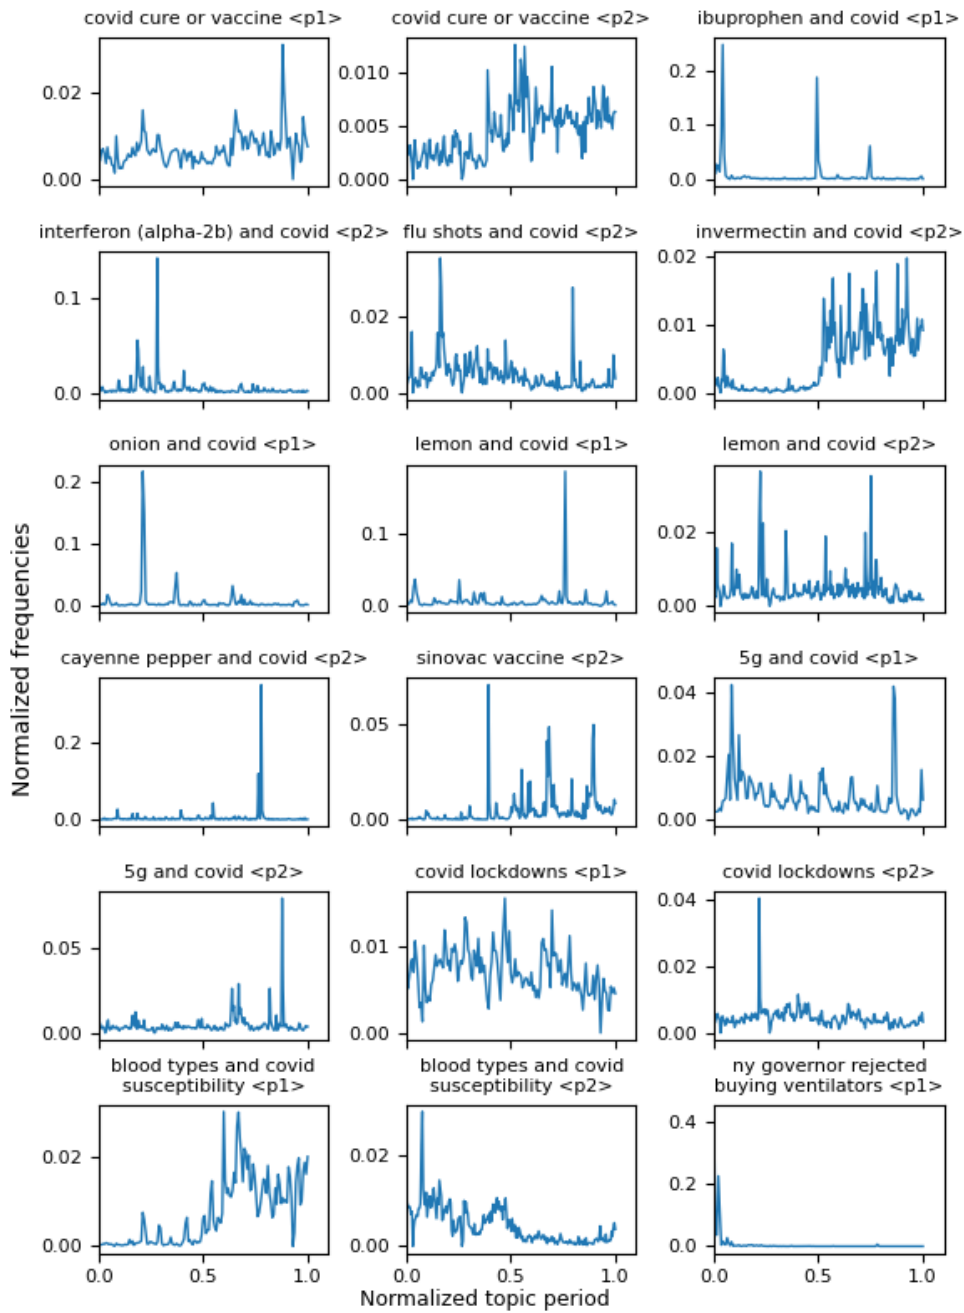 covid cure or vaccine <p1>
covid cure or vaccine <p2>
ibuprophen and covid <p1>
0.02
0.00
0.010
0.005
0.000
0.2
0.1
0.0
interferon (alpha-2b) and covid <p2>
flu shots and covid <p2>
invermectin and covid <p2>
0.1
0.0
0.02
0.00
0.02
0.01
0.00
onion and covid <p1>
lemon and covid <p1>
lemon and covid <p2>
0.2
0.1
0.0
0.1
0.0
0.02
0.00
Normalized frequencies
cayenne pepper and covid <p2>
sinovac vaccine <p2>
5g and covid <p1>
0.2
0.0
0.05
0.00
0.04
0.02
0.00
5g and covid <p2>
covid lockdowns <p1>
covid lockdowns <p2>
0.05
0.00
0.01
0.00
0.04
0.02
0.00
blood types and covid
susceptibility <p1>
blood types and covid
susceptibility <p2>
ny governor rejected
buying ventilators <p1>
0.02
0.00
0.02
0.00
0.4
0.2
0.0
0.0 0.5 1.0
0.0 0.5 1.0
0.0 0.5 1.0
Normalized topic period